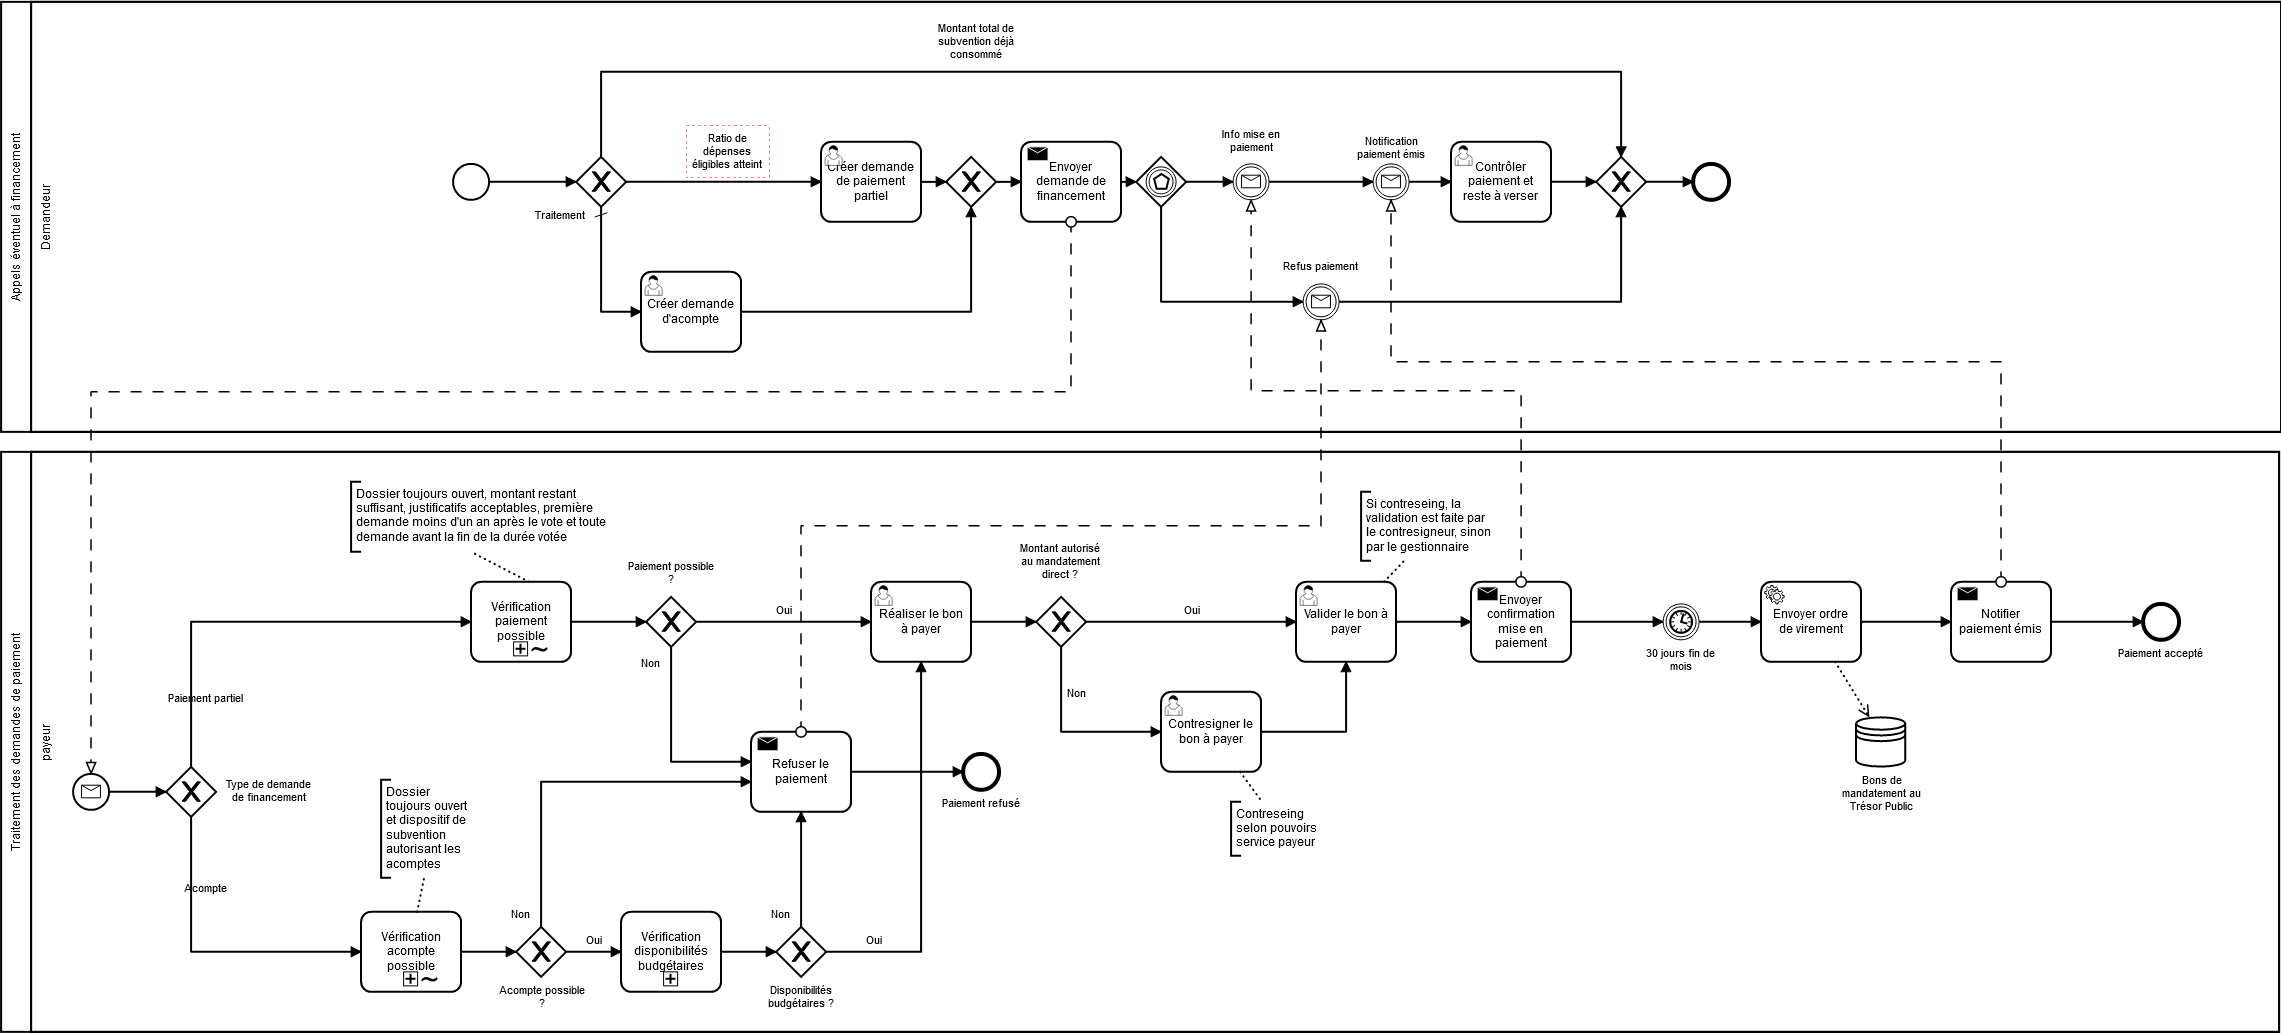 Appels éventuel à financement
Demandeur
Montant total de
subvention déjà
consommé
Ratio de
dépenses
éligibles atteint
Traitement
Créer demande
de paiement
partiel
Créer demande
d'acompte
Envoyer
demande de
financement
Info mise en
paiement
Notification
paiement émis
Refus paiement
Contrôler
paiement et
reste à verser
Traitement des demandes de paiement
payeur
Type de demande
de financement
Paiement partiel
Acompte
Dossier toujours ouvert, montant restant
suffisant, justificatifs acceptables, première
demande moins d'un an après le vote et toute
demande avant la fin de la durée votée
Vérification
paiement
possible
Paiement possible
?
Oui
Non
Dossier
toujours ouvert
et dispositif de
subvention
autorisant les
acomptes
Vérification
acompte
possible
Non
Oui
Acompte possible
?
Vérification
disponibilités
budgétaires
Non
Oui
Disponibilités
budgétaires ?
Refuser le
paiement
Paiement refusé
Réaliser le bon
à payer
Montant autorisé
au mandatement
direct ?
Oui
Non
Contresigner le
bon à payer
Contreseing
selon pouvoirs
service payeur
Si contreseing, la
validation est faite par
le contresigneur, sinon
par le gestionnaire
Valider le bon à
payer
Envoyer
confirmation
mise en
paiement
30 jours fin de
mois
Envoyer ordre
de virement
Bons de
mandatement au
Trésor Public
Notifier
paiement émis
Paiement accepté